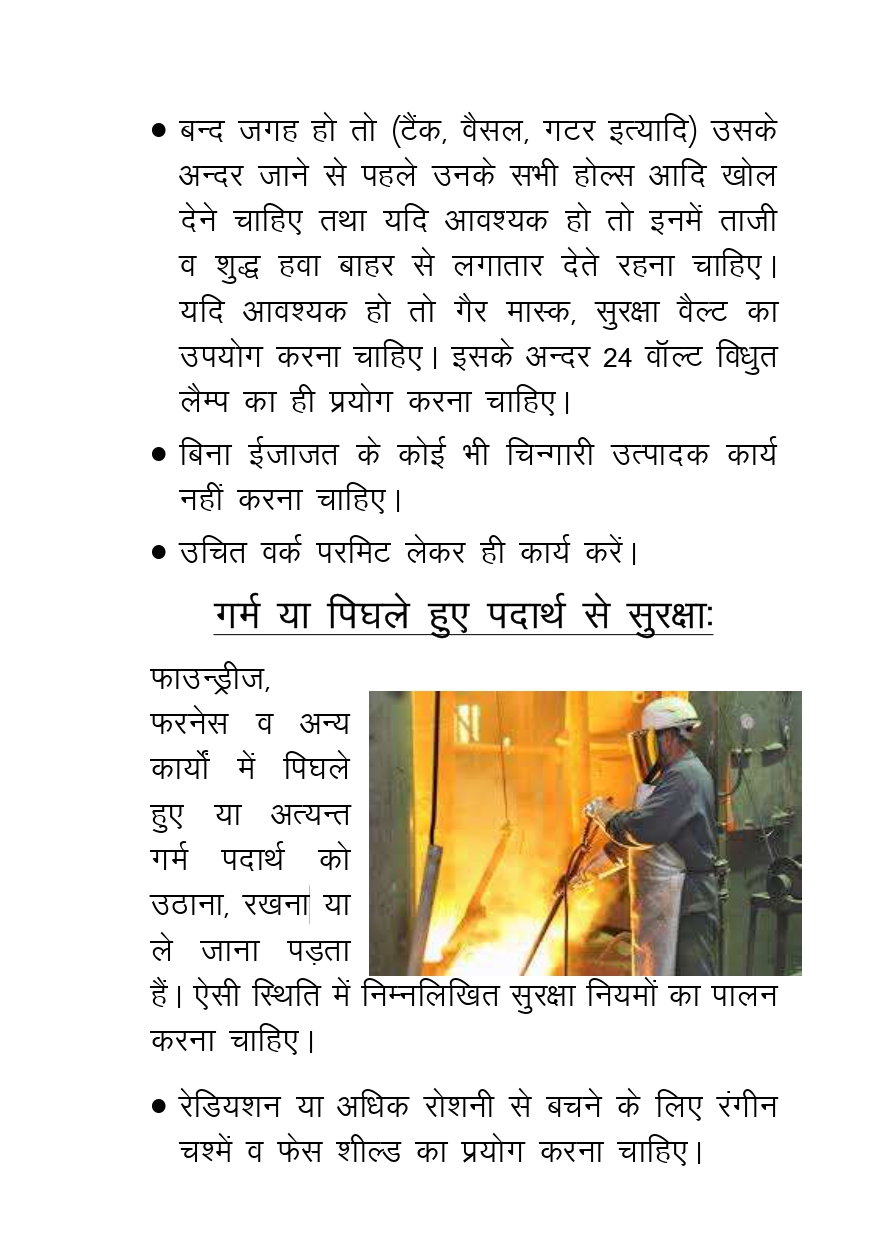 • बन्द जगह हो तो (टैंक, वैसल, गटर इत्यादि) उसके
अन्दर जाने से पहले उनके सभी होल्स आदि खोल
देने चाहिए तथा यदि आवश्यक हो तो इनमें ताजी
व शुद्ध हवा बाहर से लगातार देते रहना चाहिए।
यदि आवश्यक हो तो गैर मास्क, सुरक्षा वैल्ट का
उपयोग करना चाहिए। इसके अन्दर 24 वॉल्ट विधुत
लैम्प का ही प्रयोग करना चाहिए।
• बिना ईजाजत के कोई भी चिन्गारी उत्पादक कार्य
नहीं करना चाहिए।
• उचित वर्क परमिट लेकर ही कार्य करें।
गर्म या पिघले हुए पदार्थ से सुरक्षाः
फाउन्ड्रीज,
फरनेस व अन्य
कार्यों में पिघले
हुए या अत्यन्त
गर्म पदार्थ को
उठाना, रखना या
ले जाना पड़ता
हैं। ऐसी स्थिति में निम्नलिखित सुरक्षा नियमों का पालन
करना चाहिए।
• रेडियशन या अधिक रोशनी से बचने के लिए रंगीन
चश्में व फेस शील्ड का प्रयोग करना चाहिए।